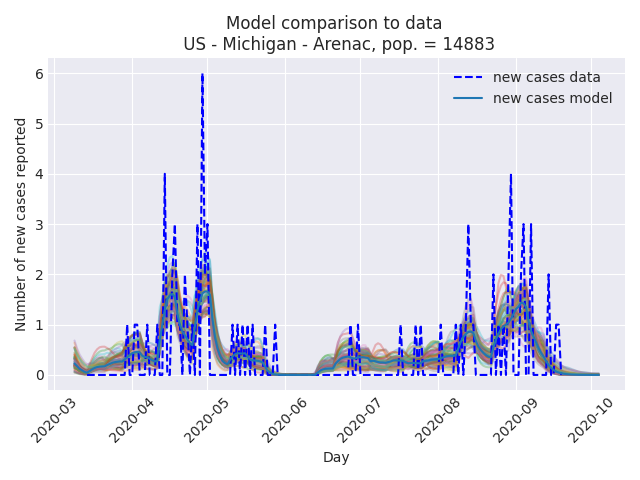 Model comparison to data
US - Michigan - Arenac, pop. = 14883
new cases data
new cases model
Number of new cases reported
6
5
4
3
2
1
0
2020-03
2020-04
2020-05
2020-06
2020-07
2020-08
2020-09
2020-10
Day